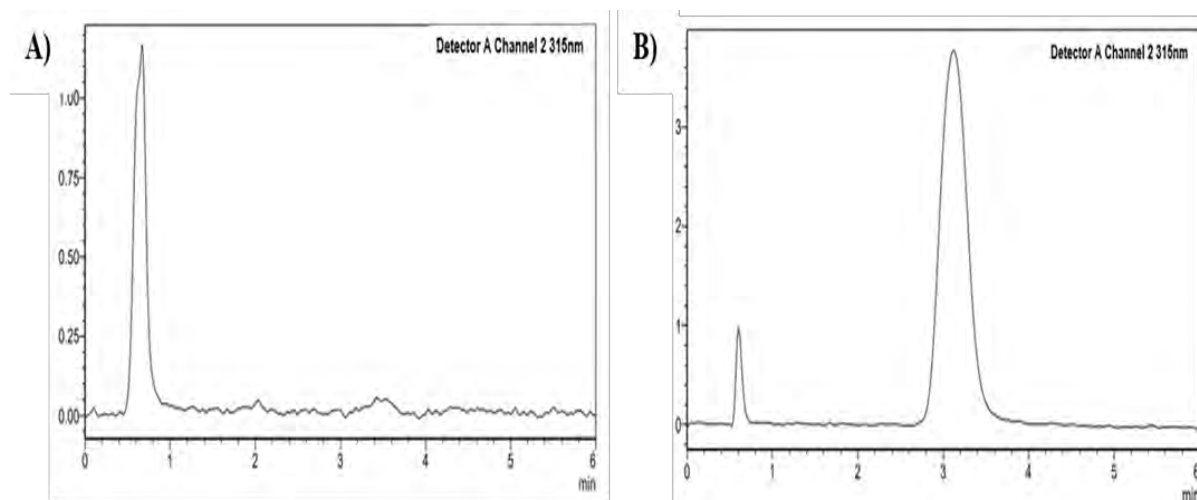 A)
Detector A Channel 2 315nm
1.00
0.75
0.50
0.25
0.00
0 1 2 3 4 5 6
min
B)
Detector A Channel 2 315nm
3
2
1
0
0 1 2 3 4 5 6
min